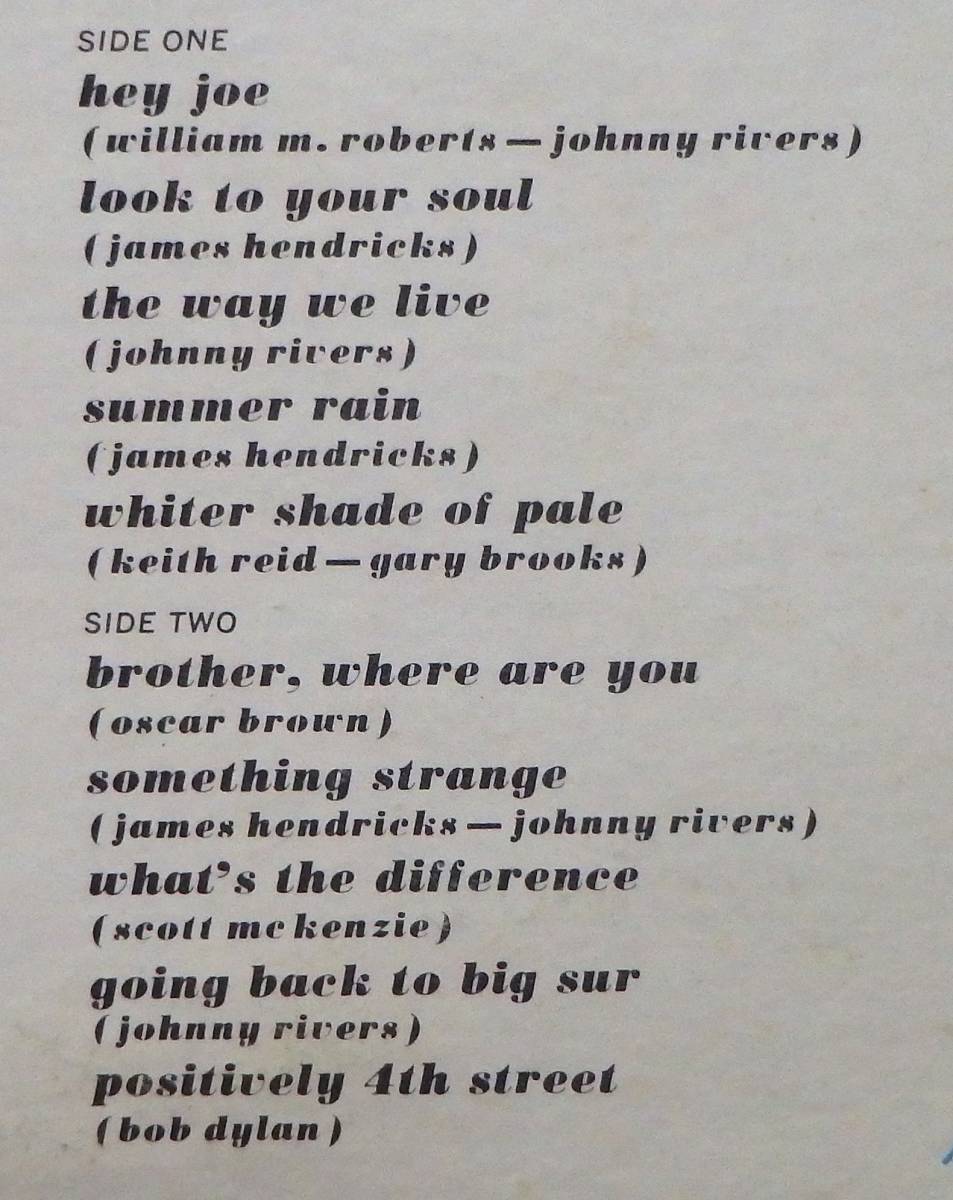 SIDE ONE
hey joe
(william m. roberts — johnny rivers)
look to your soul
(james hendricks)
the way we live
(johnny rivers)
summer rain
(james hendricks)
whiter shade of pale
(keith reid — gary brooks)
SIDE TWO
brother, where are you
(oscar brown)
something strange
(james hendricks — johnny rivers)
what's the difference
(scott mc kenzie)
going back to big sur
(johnny rivers)
positively 4th street
(bob dylan)